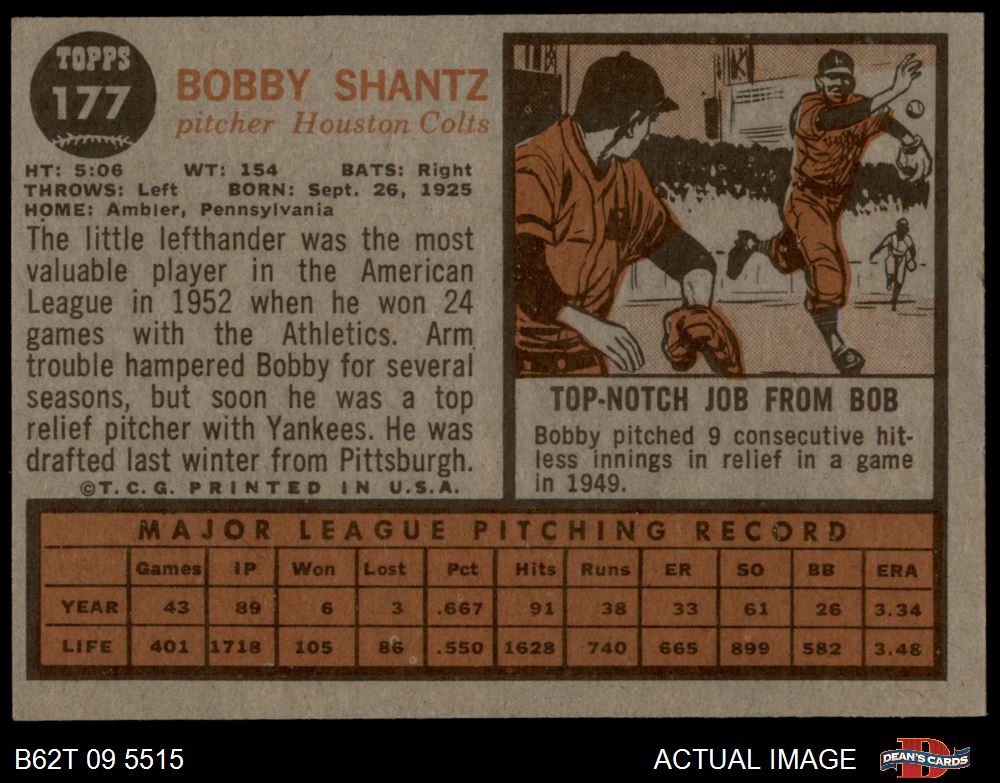 TOPPS
177
BOBBY SHANTZ
pitcher Houston Colts
HT: 5:06 WT: 154 BATS: Right
THROWS: Left BORN: Sept. 26, 1925
HOME: Ambler, Pennsylvania
The little lefthander was the most
valuable player in the American
League in 1952 when he won 24
games with the Athletics. Arm
trouble hampered Bobby for several
seasons, but soon he was a top
relief pitcher with Yankees. He was
drafted last winter from Pittsburgh.
©T.C.G. PRINTED IN U.S.A.
TOP-NOTCH JOB FROM BOB
Bobby pitched 9 consecutive hit-
less innings in relief in a game
in 1949.
MAJOR LEAGUE PITCHING RECORD
Games IP Won Lost Pct Hits Runs ER SO BB ERA
YEAR 43 89 6 3 .667 91 38 33 61 26 3.34
LIFE 401 1718 105 86 .550 1628 740 665 899 582 3.48
B62T 09 5515
ACTUAL IMAGE
DEAN'S CARDS